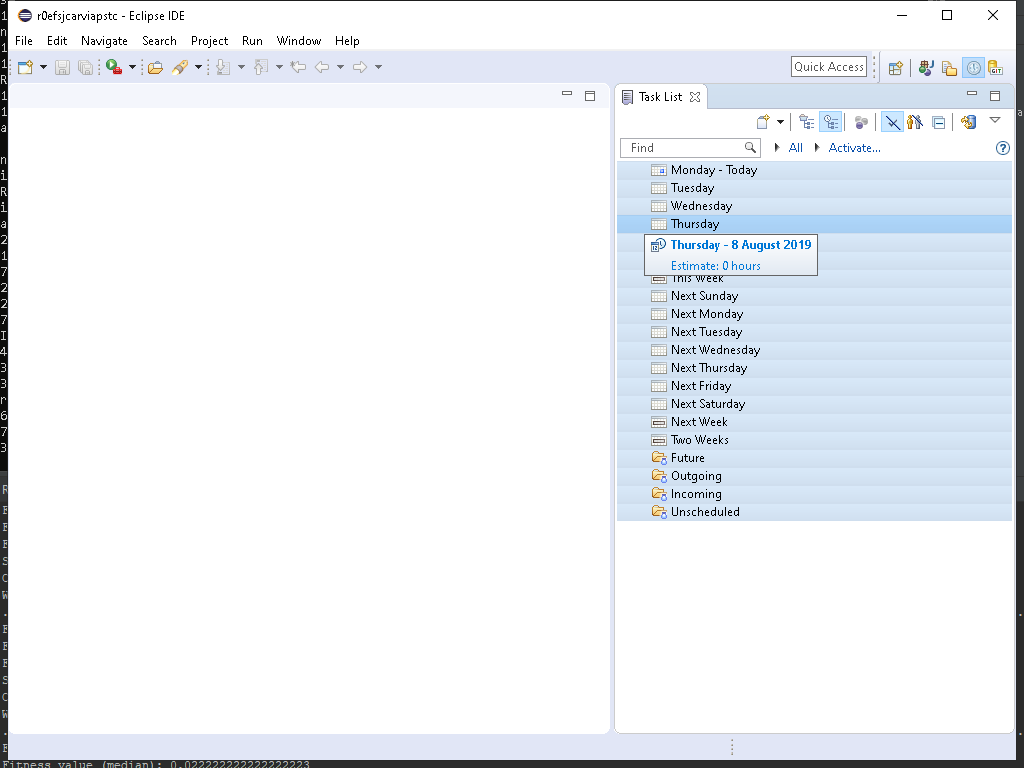 r0efsjcarviapstc - Eclipse IDE
File Edit Navigate Search Project Run Window Help
Quick Access
Task List
Find All Activate...
Monday - Today
Tuesday
Wednesday
Thursday
Thursday - 8 August 2019
Estimate: 0 hours
This Week
Next Sunday
Next Monday
Next Tuesday
Next Wednesday
Next Thursday
Next Friday
Next Saturday
Next Week
Two Weeks
Future
Outgoing
Incoming
Unscheduled
Fitness value (median): 0.022222222222222223